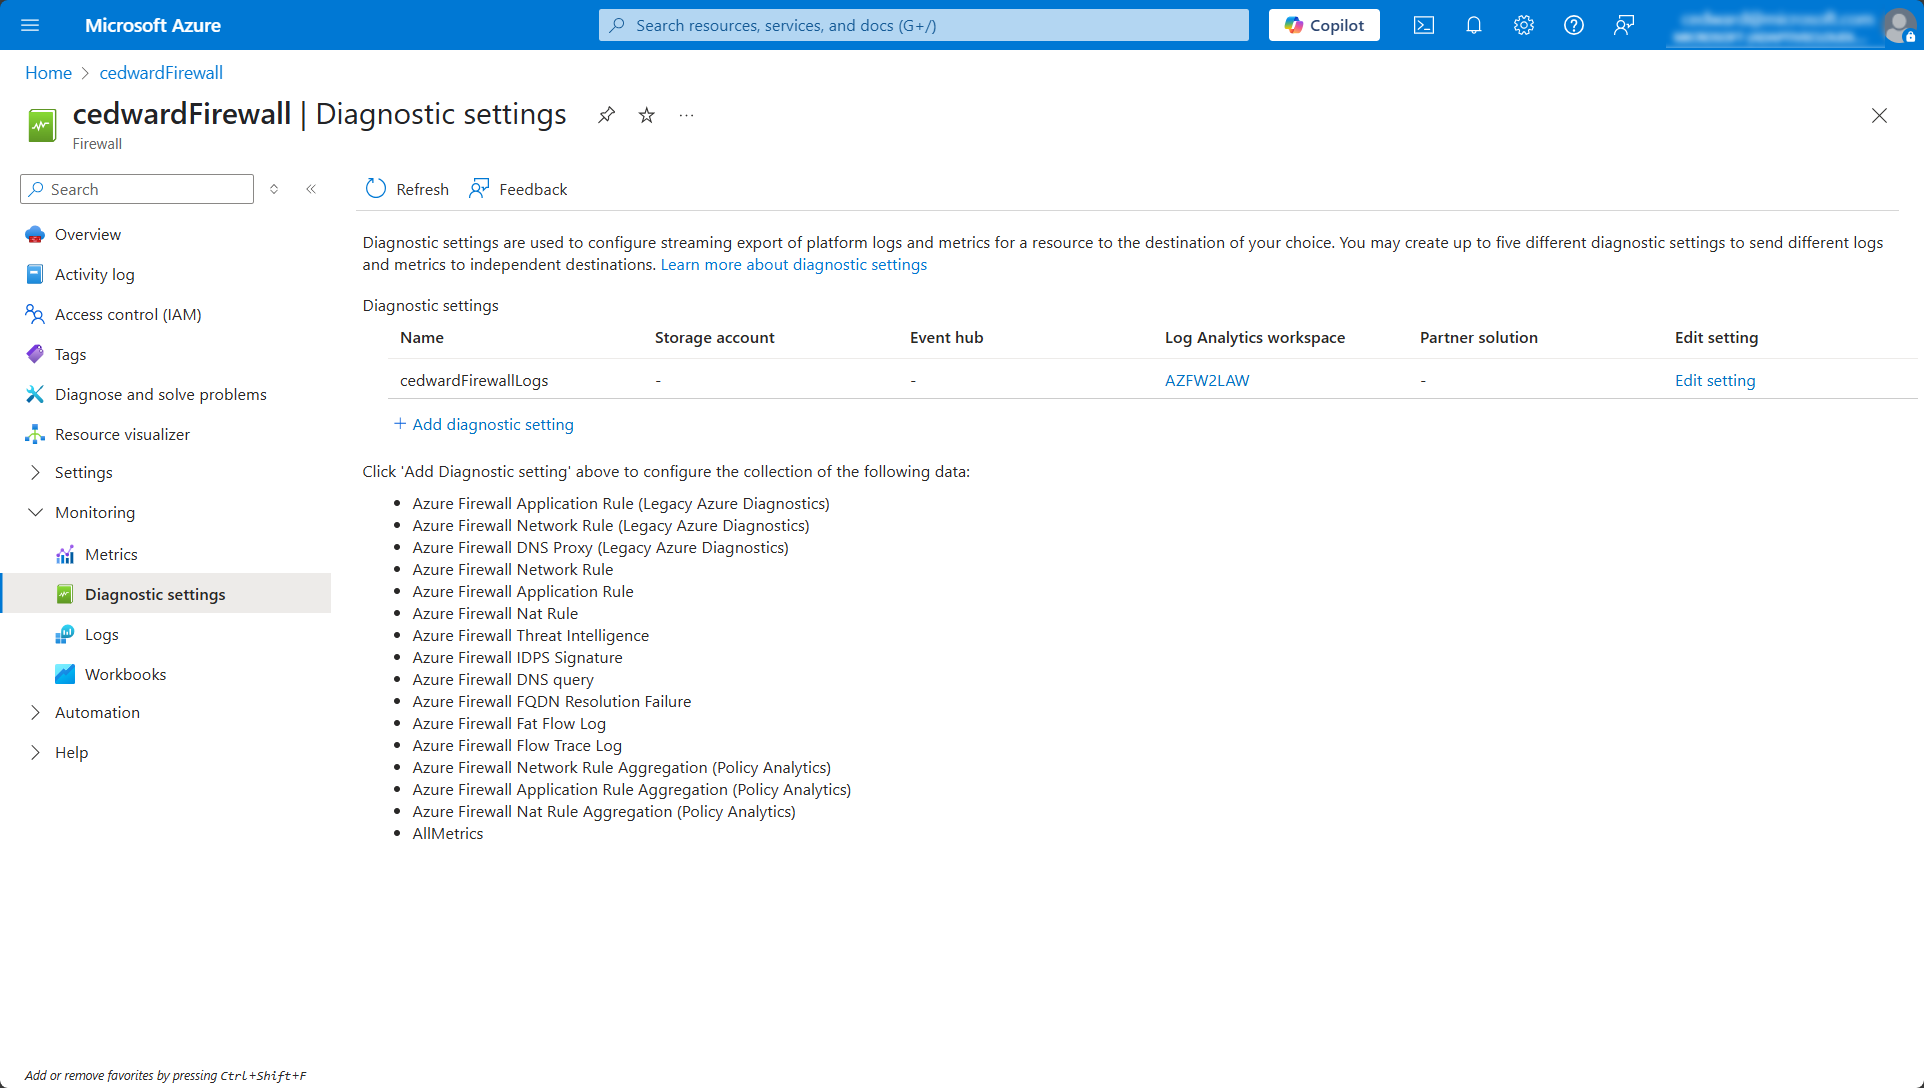 Microsoft Azure
Search resources, services, and docs (G+/)
Copilot
Home > cedwardFirewall
cedwardFirewall | Diagnostic settings
Firewall
Search
Refresh
Feedback
Overview
Activity log
Access control (IAM)
Tags
Diagnose and solve problems
Resource visualizer
Settings
Monitoring
Metrics
Diagnostic settings
Logs
Workbooks
Automation
Help
Diagnostic settings are used to configure streaming export of platform logs and metrics for a resource to the destination of your choice. You may create up to five different diagnostic settings to send different logs
and metrics to independent destinations. Learn more about diagnostic settings
Diagnostic settings
Name Storage account Event hub Log Analytics workspace Partner solution Edit setting
cedwardFirewallLogs - - AZFW2LAW - Edit setting
+ Add diagnostic setting
Click 'Add Diagnostic setting' above to configure the collection of the following data:
• Azure Firewall Application Rule (Legacy Azure Diagnostics)
• Azure Firewall Network Rule (Legacy Azure Diagnostics)
• Azure Firewall DNS Proxy (Legacy Azure Diagnostics)
• Azure Firewall Network Rule
• Azure Firewall Application Rule
• Azure Firewall Nat Rule
• Azure Firewall Threat Intelligence
• Azure Firewall IDPS Signature
• Azure Firewall DNS query
• Azure Firewall FQDN Resolution Failure
• Azure Firewall Fat Flow Log
• Azure Firewall Flow Trace Log
• Azure Firewall Network Rule Aggregation (Policy Analytics)
• Azure Firewall Application Rule Aggregation (Policy Analytics)
• Azure Firewall Nat Rule Aggregation (Policy Analytics)
• AllMetrics
Add or remove favorites by pressing Ctrl+Shift+F